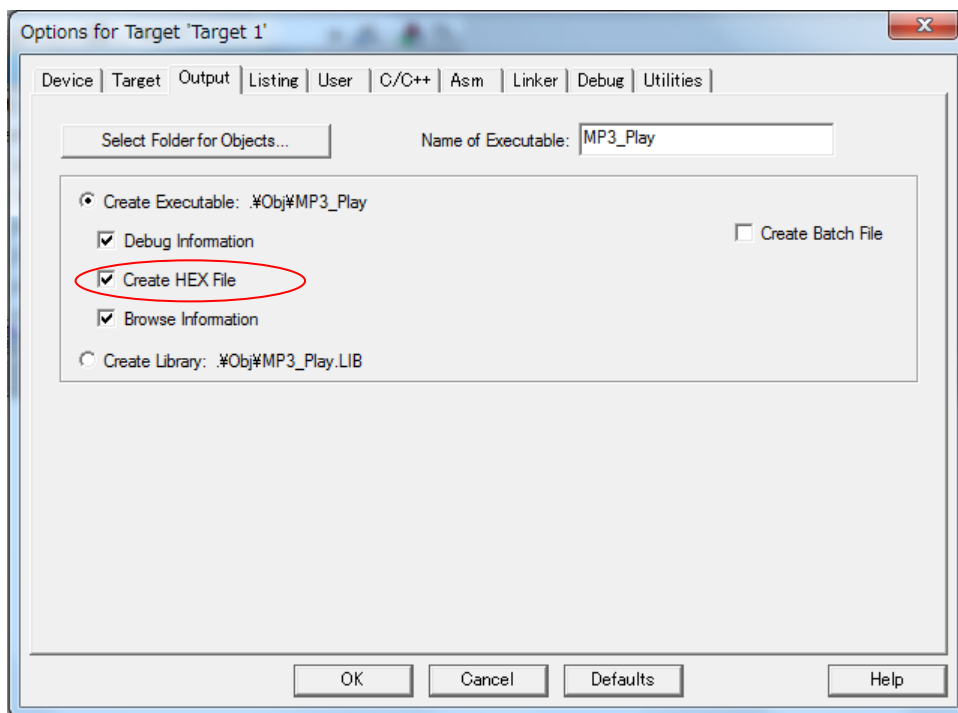 Options for Target 'Target 1'
Device Target Output Listing User C/C++ Asm Linker Debug Utilities
Select Folder for Objects... Name of Executable: MP3_Play
Create Executable: .¥Obj¥MP3_Play
Debug Information Create Batch File
Create HEX File
Browse Information
Create Library: .¥Obj¥MP3_Play.LIB
OK Cancel Defaults Help